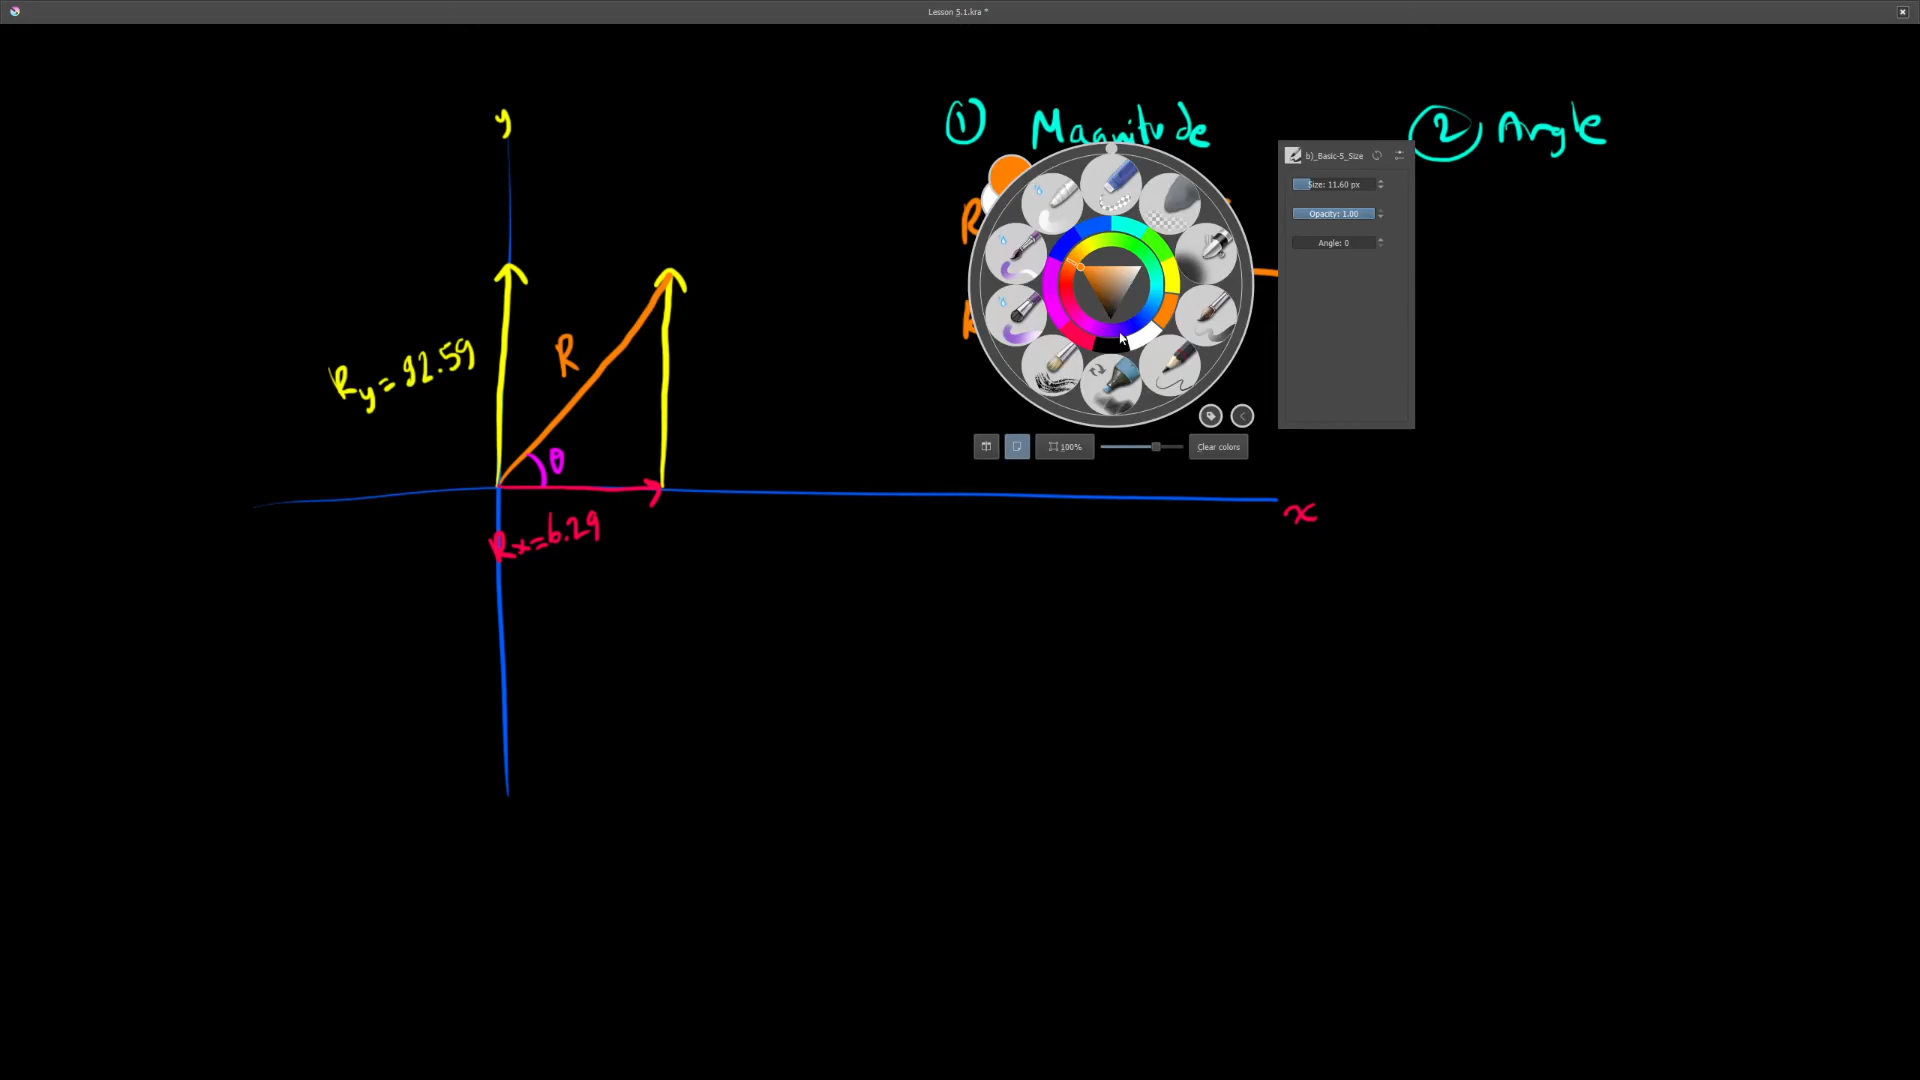 Lesson 5.1.kra *
y
① Magnitude
② Angle
b)_Basic-5_Size
Size: 11.60 px
Opacity: 1.00
Angle: 0
R
R
Ry = 92.59
R
θ
100%
Clear colors
Rx = 6.29
x